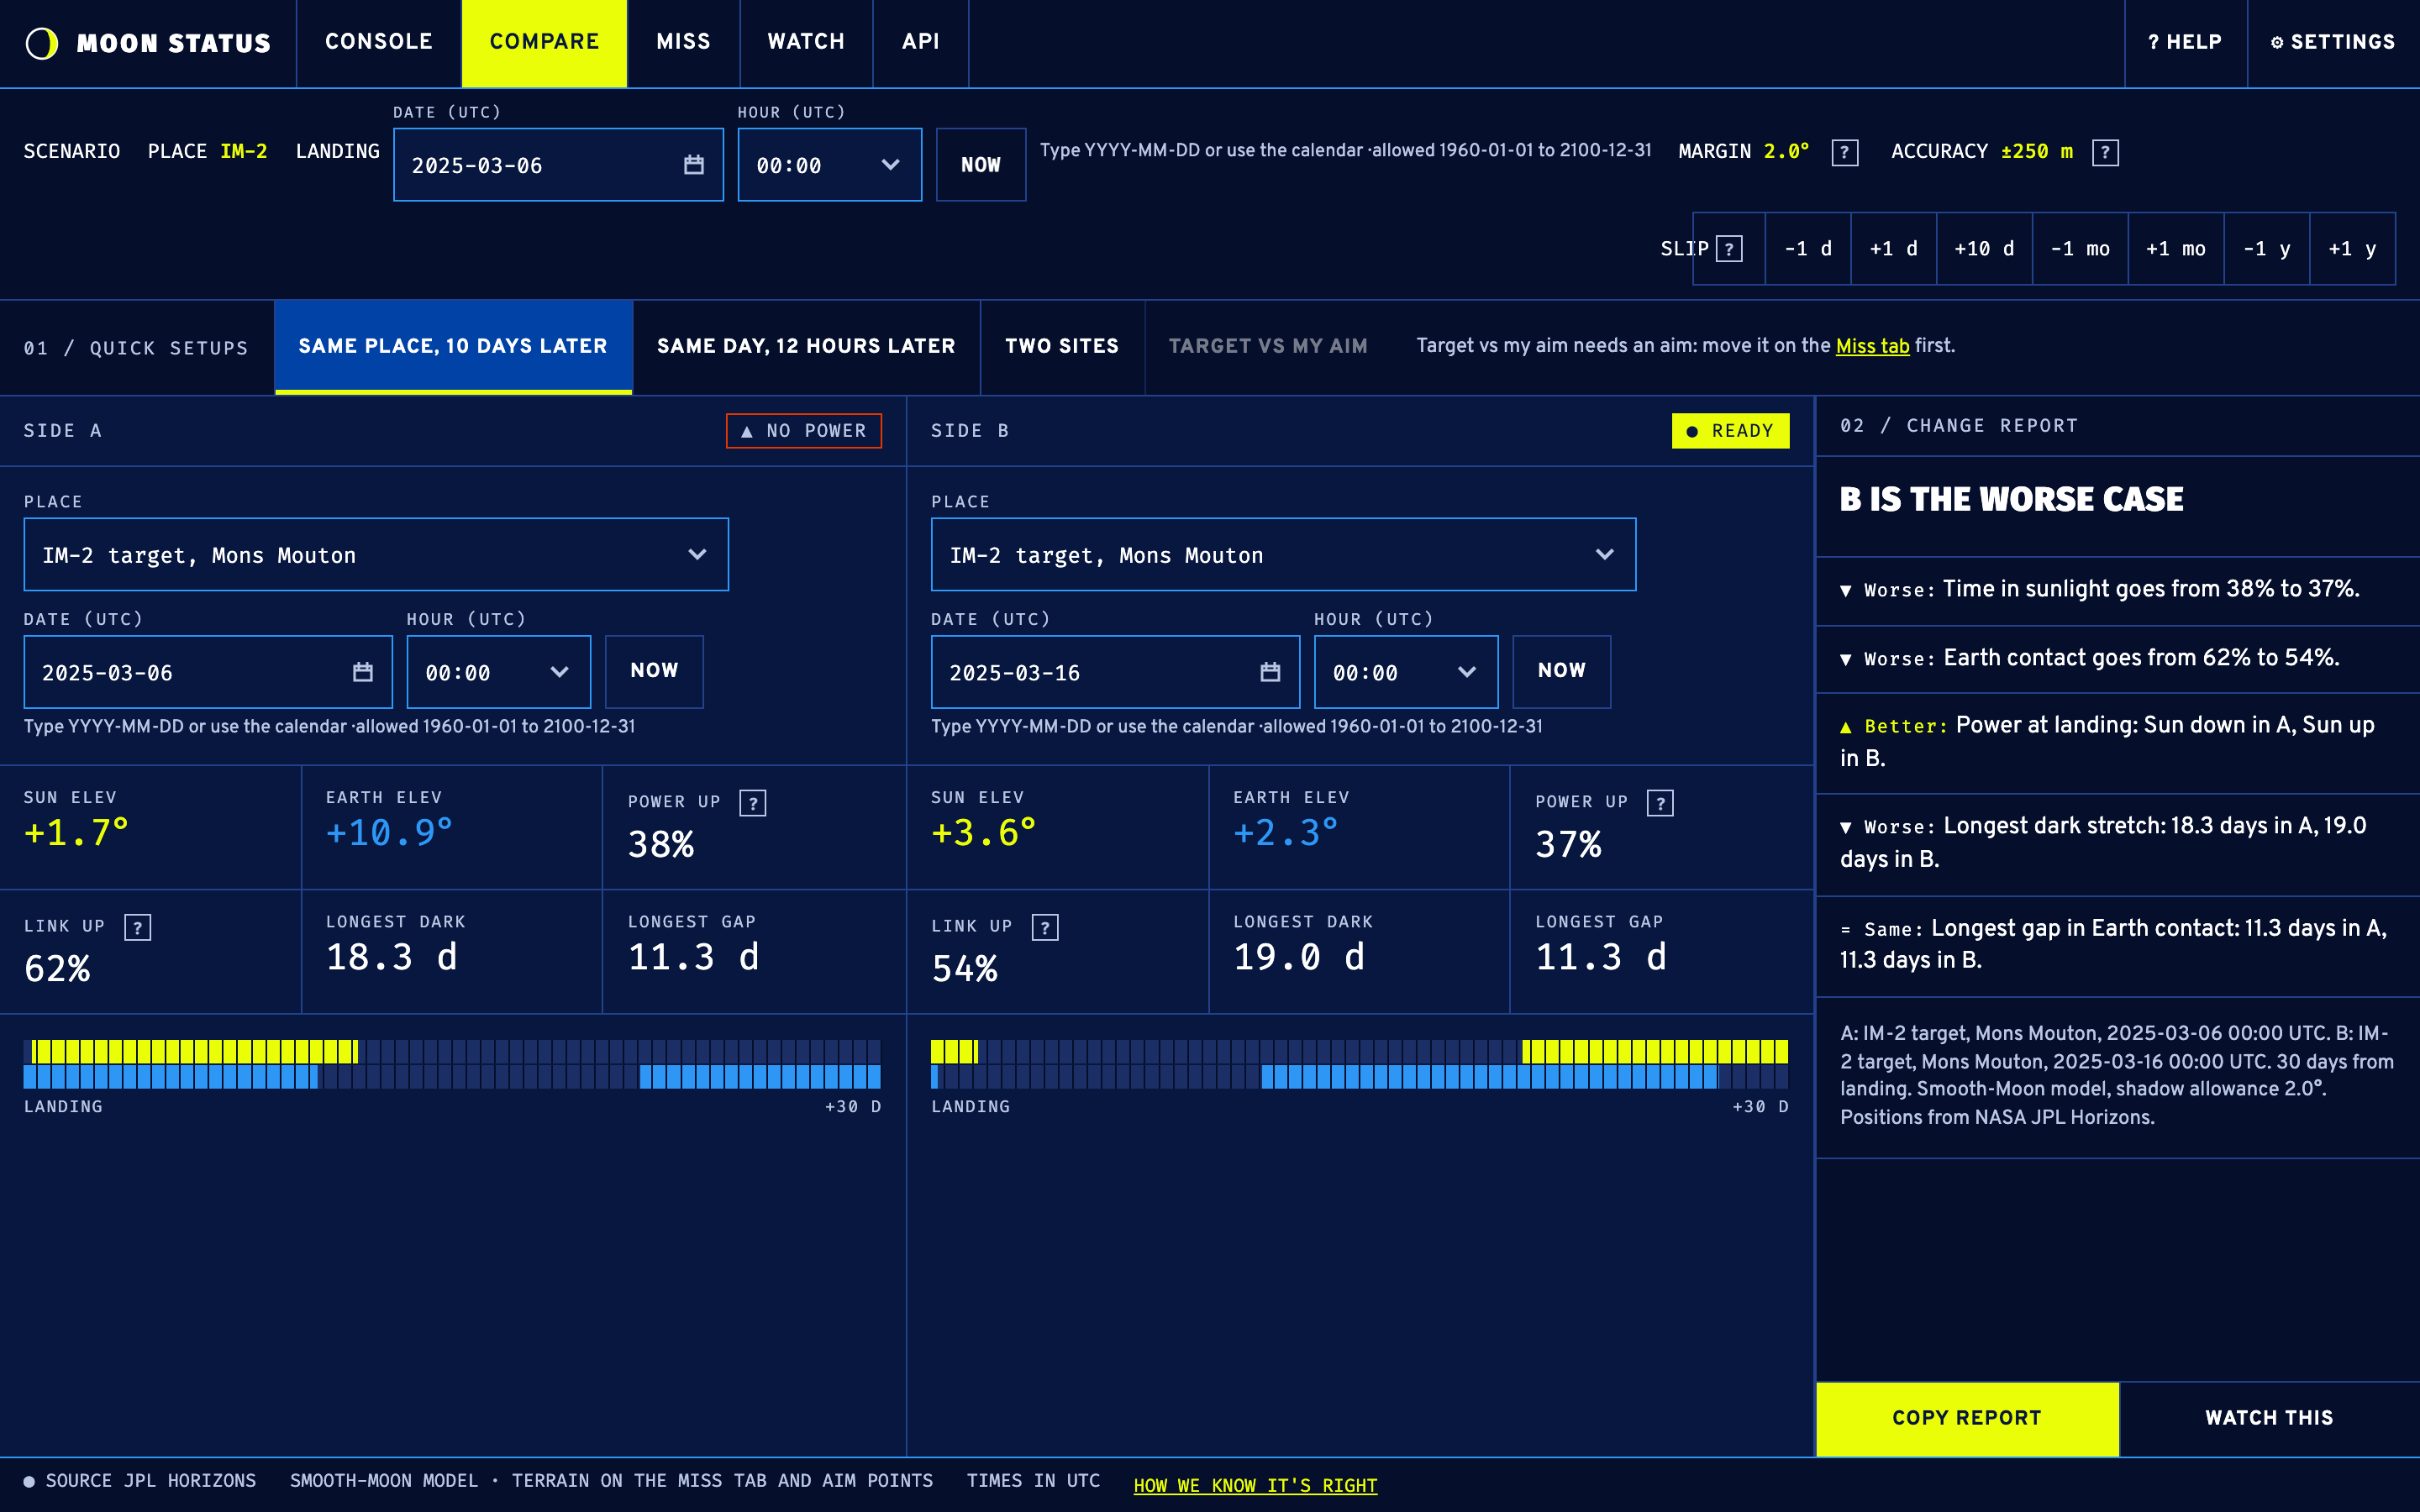 MOON STATUS
CONSOLE
COMPARE
MISS
WATCH
API
? HELP
⚙ SETTINGS
DATE (UTC)
HOUR (UTC)
SCENARIO
PLACE IM-2
LANDING
2025-03-06
00:00
NOW
Type YYYY-MM-DD or use the calendar · allowed 1960-01-01 to 2100-12-31
MARGIN 2.0° ?
ACCURACY ±250 m ?
SLIP ?
-1 d
+1 d
+10 d
-1 mo
+1 mo
-1 y
+1 y
01 / QUICK SETUPS
SAME PLACE, 10 DAYS LATER
SAME DAY, 12 HOURS LATER
TWO SITES
TARGET VS MY AIM
Target vs my aim needs an aim: move it on the Miss tab first.
SIDE A
▲ NO POWER
PLACE
IM-2 target, Mons Mouton
DATE (UTC)
HOUR (UTC)
2025-03-06
00:00
NOW
Type YYYY-MM-DD or use the calendar · allowed 1960-01-01 to 2100-12-31
SUN ELEV
+1.7°
EARTH ELEV
+10.9°
POWER UP ?
38%
LINK UP ?
62%
LONGEST DARK
18.3 d
LONGEST GAP
11.3 d
LANDING
+30 D
SIDE B
● READY
PLACE
IM-2 target, Mons Mouton
DATE (UTC)
HOUR (UTC)
2025-03-16
00:00
NOW
Type YYYY-MM-DD or use the calendar · allowed 1960-01-01 to 2100-12-31
SUN ELEV
+3.6°
EARTH ELEV
+2.3°
POWER UP ?
37%
LINK UP ?
54%
LONGEST DARK
19.0 d
LONGEST GAP
11.3 d
LANDING
+30 D
02 / CHANGE REPORT
B IS THE WORSE CASE
▼ Worse: Time in sunlight goes from 38% to 37%.
▼ Worse: Earth contact goes from 62% to 54%.
▲ Better: Power at landing: Sun down in A, Sun up
in B.
▼ Worse: Longest dark stretch: 18.3 days in A, 19.0
days in B.
= Same: Longest gap in Earth contact: 11.3 days in A,
11.3 days in B.
A: IM-2 target, Mons Mouton, 2025-03-06 00:00 UTC. B: IM-
2 target, Mons Mouton, 2025-03-16 00:00 UTC. 30 days from
landing. Smooth-Moon model, shadow allowance 2.0°.
Positions from NASA JPL Horizons.
COPY REPORT
WATCH THIS
● SOURCE JPL HORIZONS
SMOOTH-MOON MODEL · TERRAIN ON THE MISS TAB AND AIM POINTS
TIMES IN UTC
HOW WE KNOW IT'S RIGHT